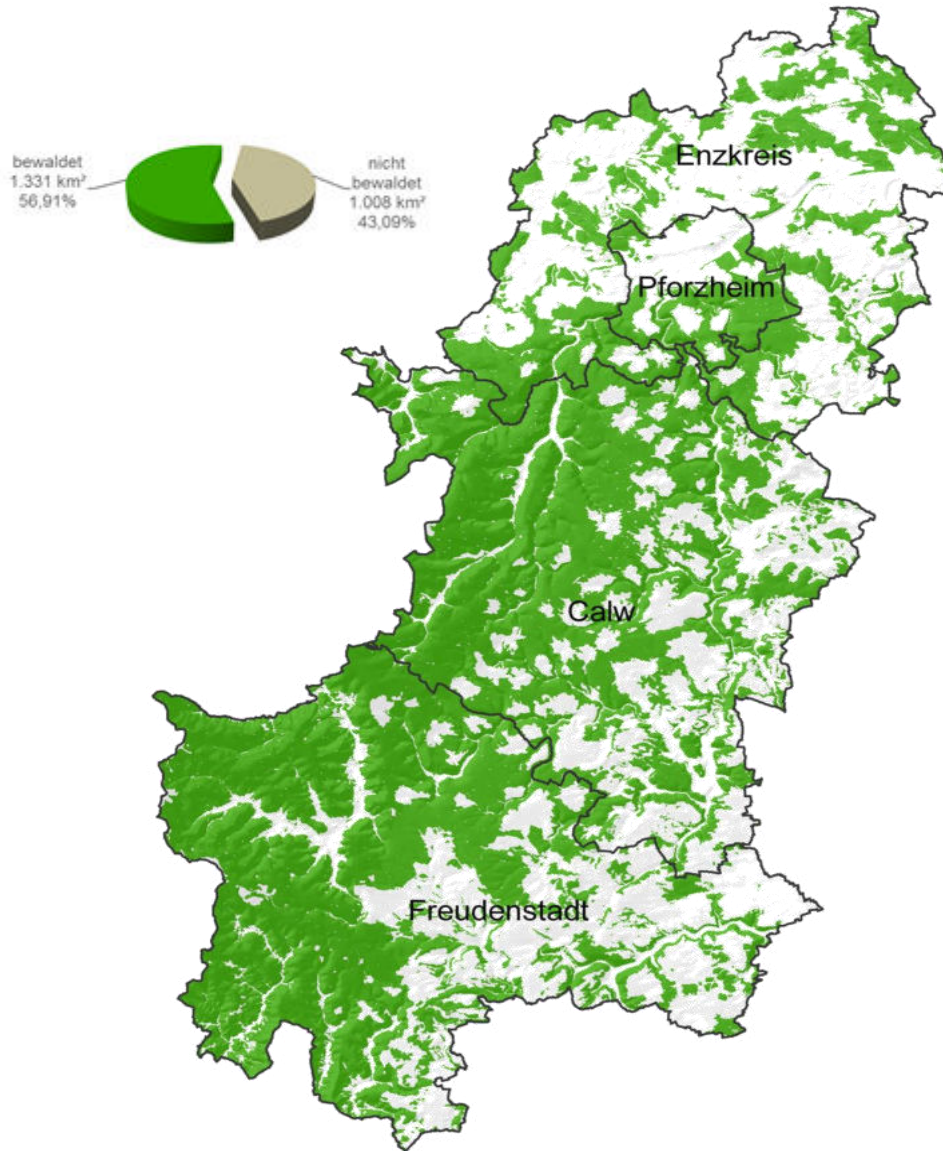 bewaldet
1.331 km²
56,91%
nicht
bewaldet
1.008 km²
43,09%
Enzkreis
Pforzheim
Calw
Freudenstadt